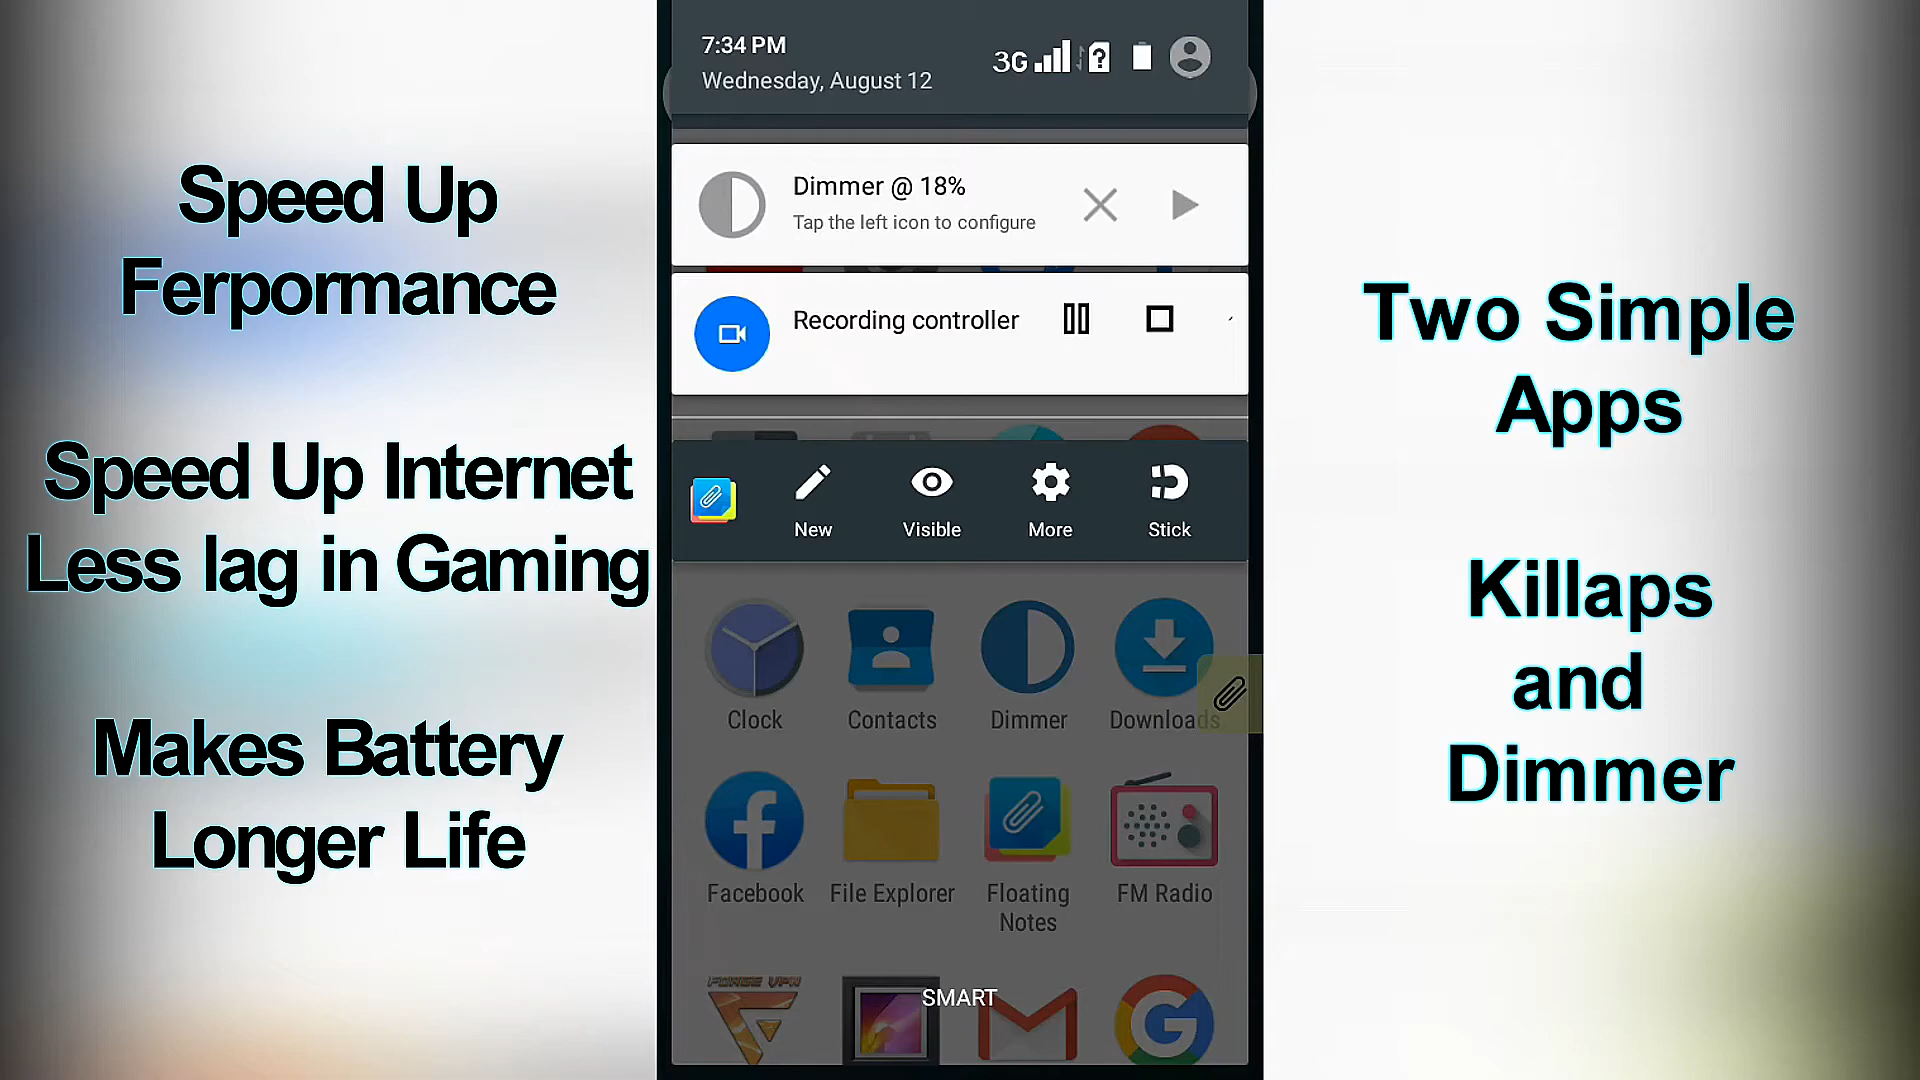 Speed Up
Ferpormance
Speed Up Internet
Less lag in Gaming
Makes Battery
Longer Life
7:34 PM
Wednesday, August 12
3G
?
Dimmer @ 18%
Tap the left icon to configure
Recording controller
New
Visible
More
Stick
Clock
Contacts
Dimmer
Downloads
Facebook
File Explorer
Floating
Notes
FM Radio
FORGE VPN
SMART
Two Simple
Apps
Killaps
and
Dimmer